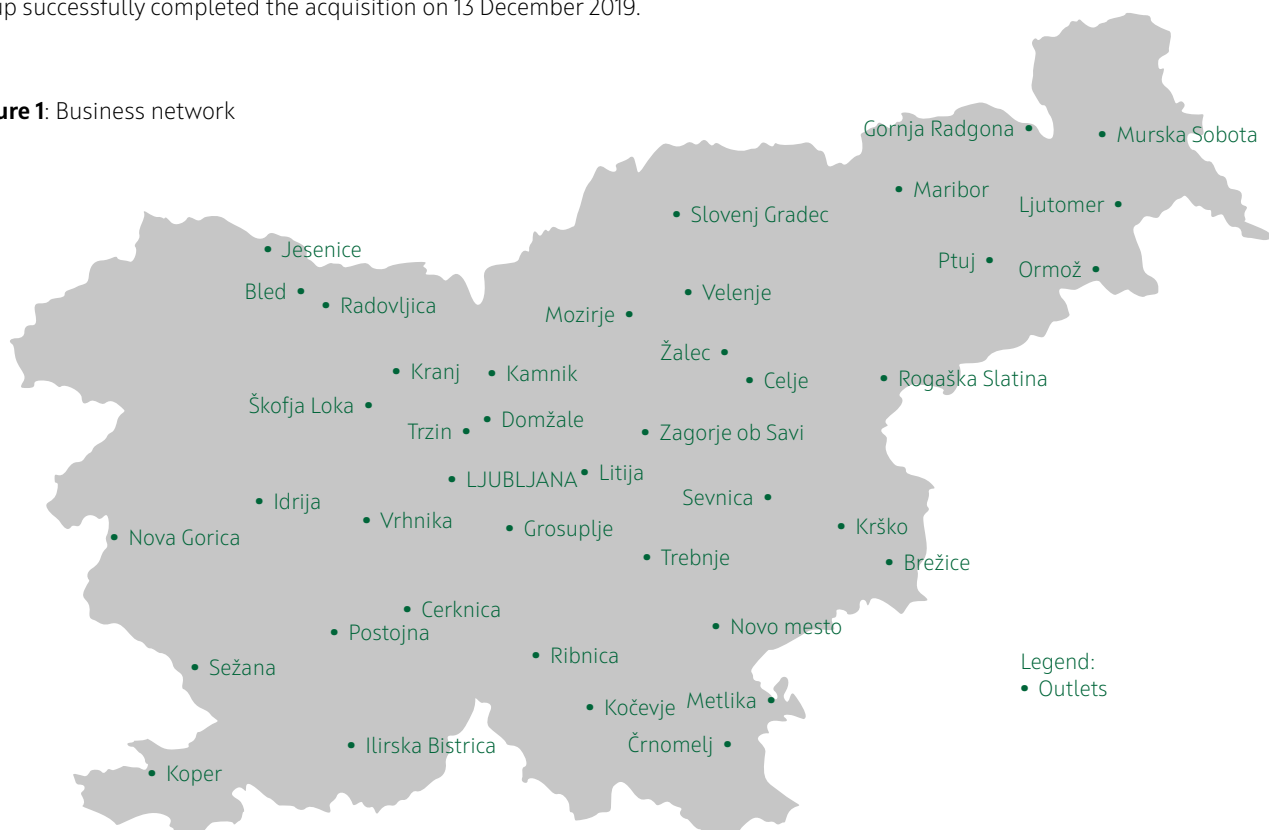 up successfully completed the acquisition on 13 December 2019.
ure 1: Business network
Gornja Radgona
Murska Sobota
Maribor
Ljutomer
Slovenj Gradec
Jesenice
Ptuj
Ormož
Bled
Radovljica
Velenje
Mozirje
Žalec
Kranj
Kamnik
Celje
Rogaška Slatina
Škofja Loka
Domžale
Trzin
Zagorje ob Savi
LJUBLJANA
Litija
Sevnica
Idrija
Vrhnika
Grosuplje
Krško
Nova Gorica
Trebnje
Brežice
Cerknica
Postojna
Novo mesto
Ribnica
Sežana
Legend:
• Outlets
Kočevje
Metlika
Črnomelj
Ilirska Bistrica
Koper